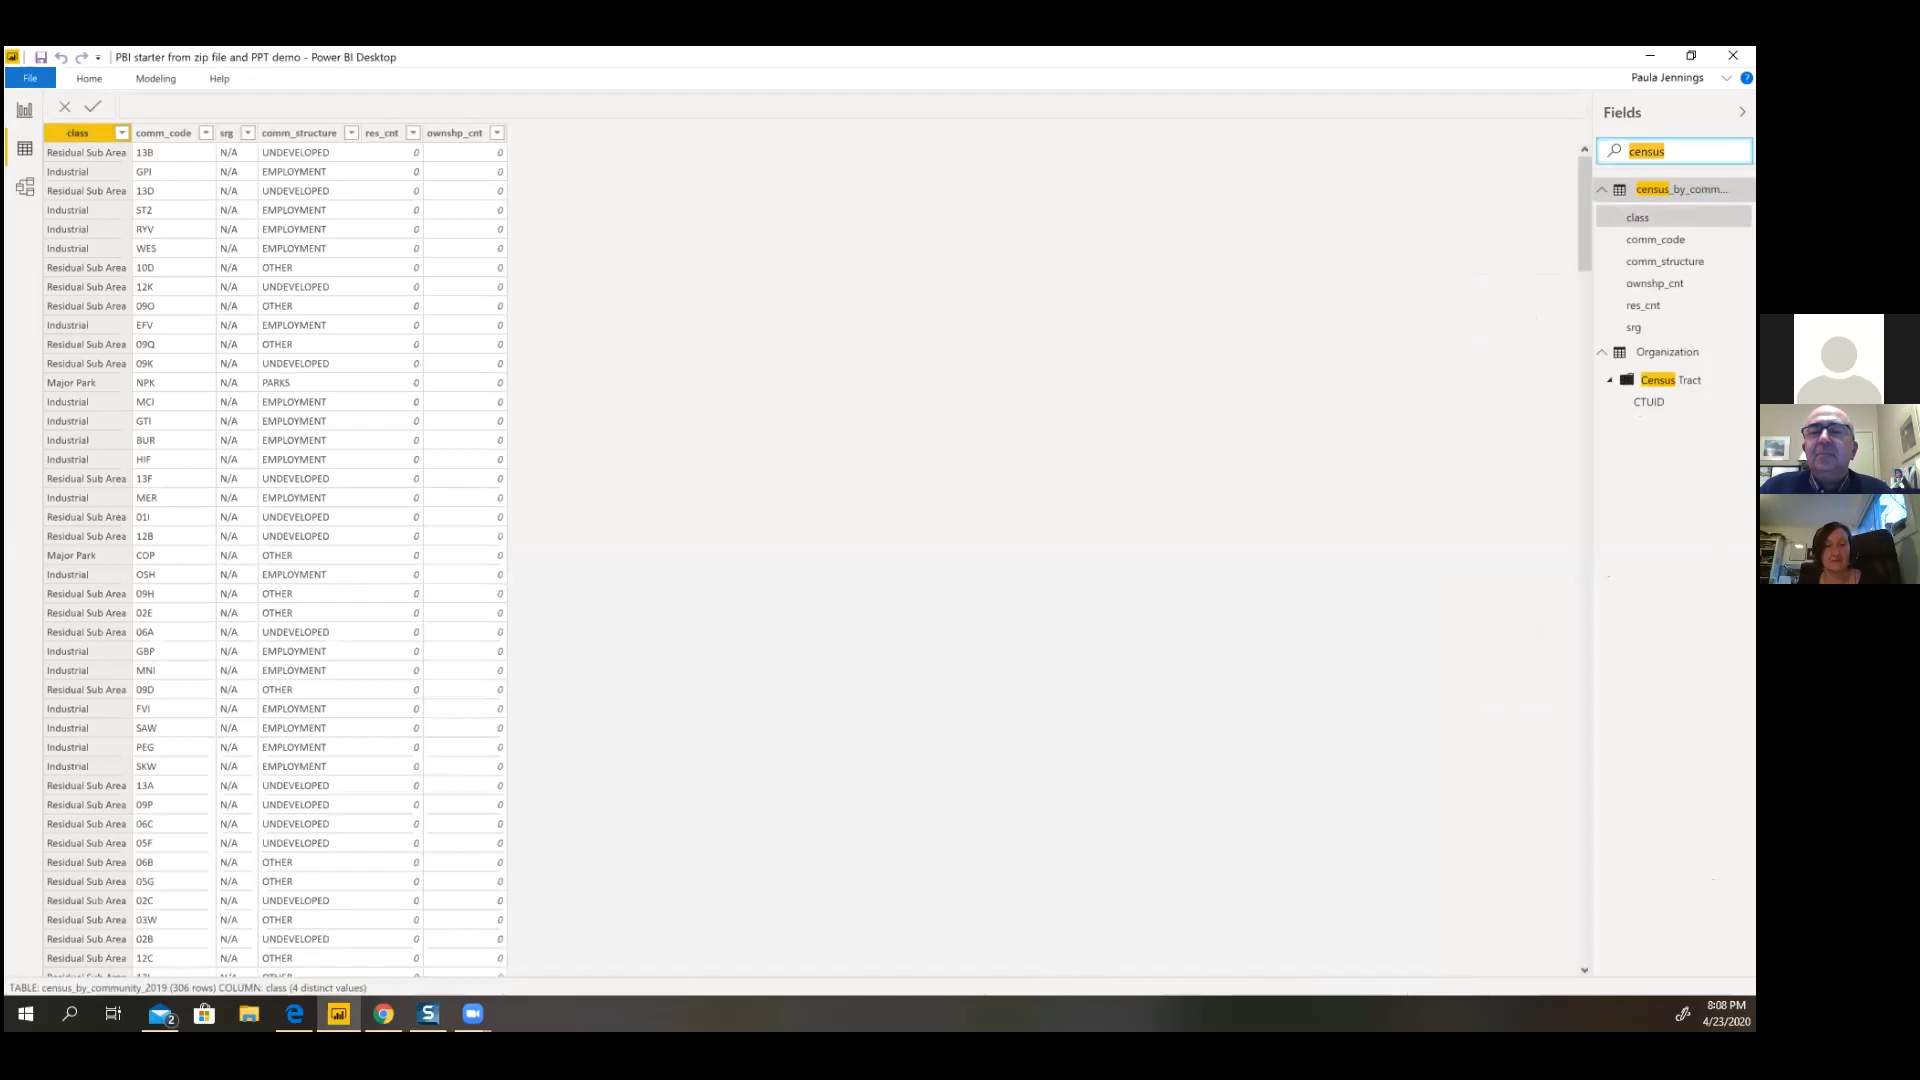 PBI starter from zip file and PPT demo - Power BI Desktop
File Home Modeling Help Paula Jennings ?
Fields
census
class comm_code srg comm_structure res_cnt ownshp_cnt
Residual Sub Area 13B N/A UNDEVELOPED 0 0
Industrial GPI N/A EMPLOYMENT 0 0
Residual Sub Area 13D N/A UNDEVELOPED 0 0
Industrial ST2 N/A EMPLOYMENT 0 0
Industrial RYV N/A EMPLOYMENT 0 0
Industrial WES N/A EMPLOYMENT 0 0
Residual Sub Area 10D N/A OTHER 0 0
Residual Sub Area 12K N/A UNDEVELOPED 0 0
Residual Sub Area 09O N/A OTHER 0 0
Industrial EFV N/A EMPLOYMENT 0 0
Residual Sub Area 09Q N/A OTHER 0 0
Residual Sub Area 09K N/A UNDEVELOPED 0 0
Major Park NPK N/A PARKS 0 0
Industrial MCI N/A EMPLOYMENT 0 0
Industrial GTI N/A EMPLOYMENT 0 0
Industrial BUR N/A EMPLOYMENT 0 0
Industrial HIF N/A EMPLOYMENT 0 0
Residual Sub Area 13F N/A UNDEVELOPED 0 0
Industrial MER N/A EMPLOYMENT 0 0
Residual Sub Area 01I N/A UNDEVELOPED 0 0
Residual Sub Area 12B N/A UNDEVELOPED 0 0
Major Park COP N/A OTHER 0 0
Industrial OSH N/A EMPLOYMENT 0 0
Residual Sub Area 09H N/A OTHER 0 0
Residual Sub Area 02E N/A OTHER 0 0
Residual Sub Area 06A N/A UNDEVELOPED 0 0
Industrial GBP N/A EMPLOYMENT 0 0
Industrial MNI N/A EMPLOYMENT 0 0
Residual Sub Area 09D N/A OTHER 0 0
Industrial FVI N/A EMPLOYMENT 0 0
Industrial SAW N/A EMPLOYMENT 0 0
Industrial PEG N/A EMPLOYMENT 0 0
Industrial SKW N/A EMPLOYMENT 0 0
Residual Sub Area 13A N/A UNDEVELOPED 0 0
Residual Sub Area 09P N/A UNDEVELOPED 0 0
Residual Sub Area 06C N/A UNDEVELOPED 0 0
Residual Sub Area 05F N/A UNDEVELOPED 0 0
Residual Sub Area 06B N/A OTHER 0 0
Residual Sub Area 05G N/A OTHER 0 0
Residual Sub Area 02C N/A UNDEVELOPED 0 0
Residual Sub Area 03W N/A OTHER 0 0
Residual Sub Area 02B N/A UNDEVELOPED 0 0
Residual Sub Area 12C N/A OTHER 0 0
census_by_comm...
class
comm_code
comm_structure
ownshp_cnt
res_cnt
srg
Organization
Census Tract
CTUID
TABLE: census_by_community_2019 (306 rows) COLUMN: class (4 distinct values)
2
8:08 PM
4/23/2020